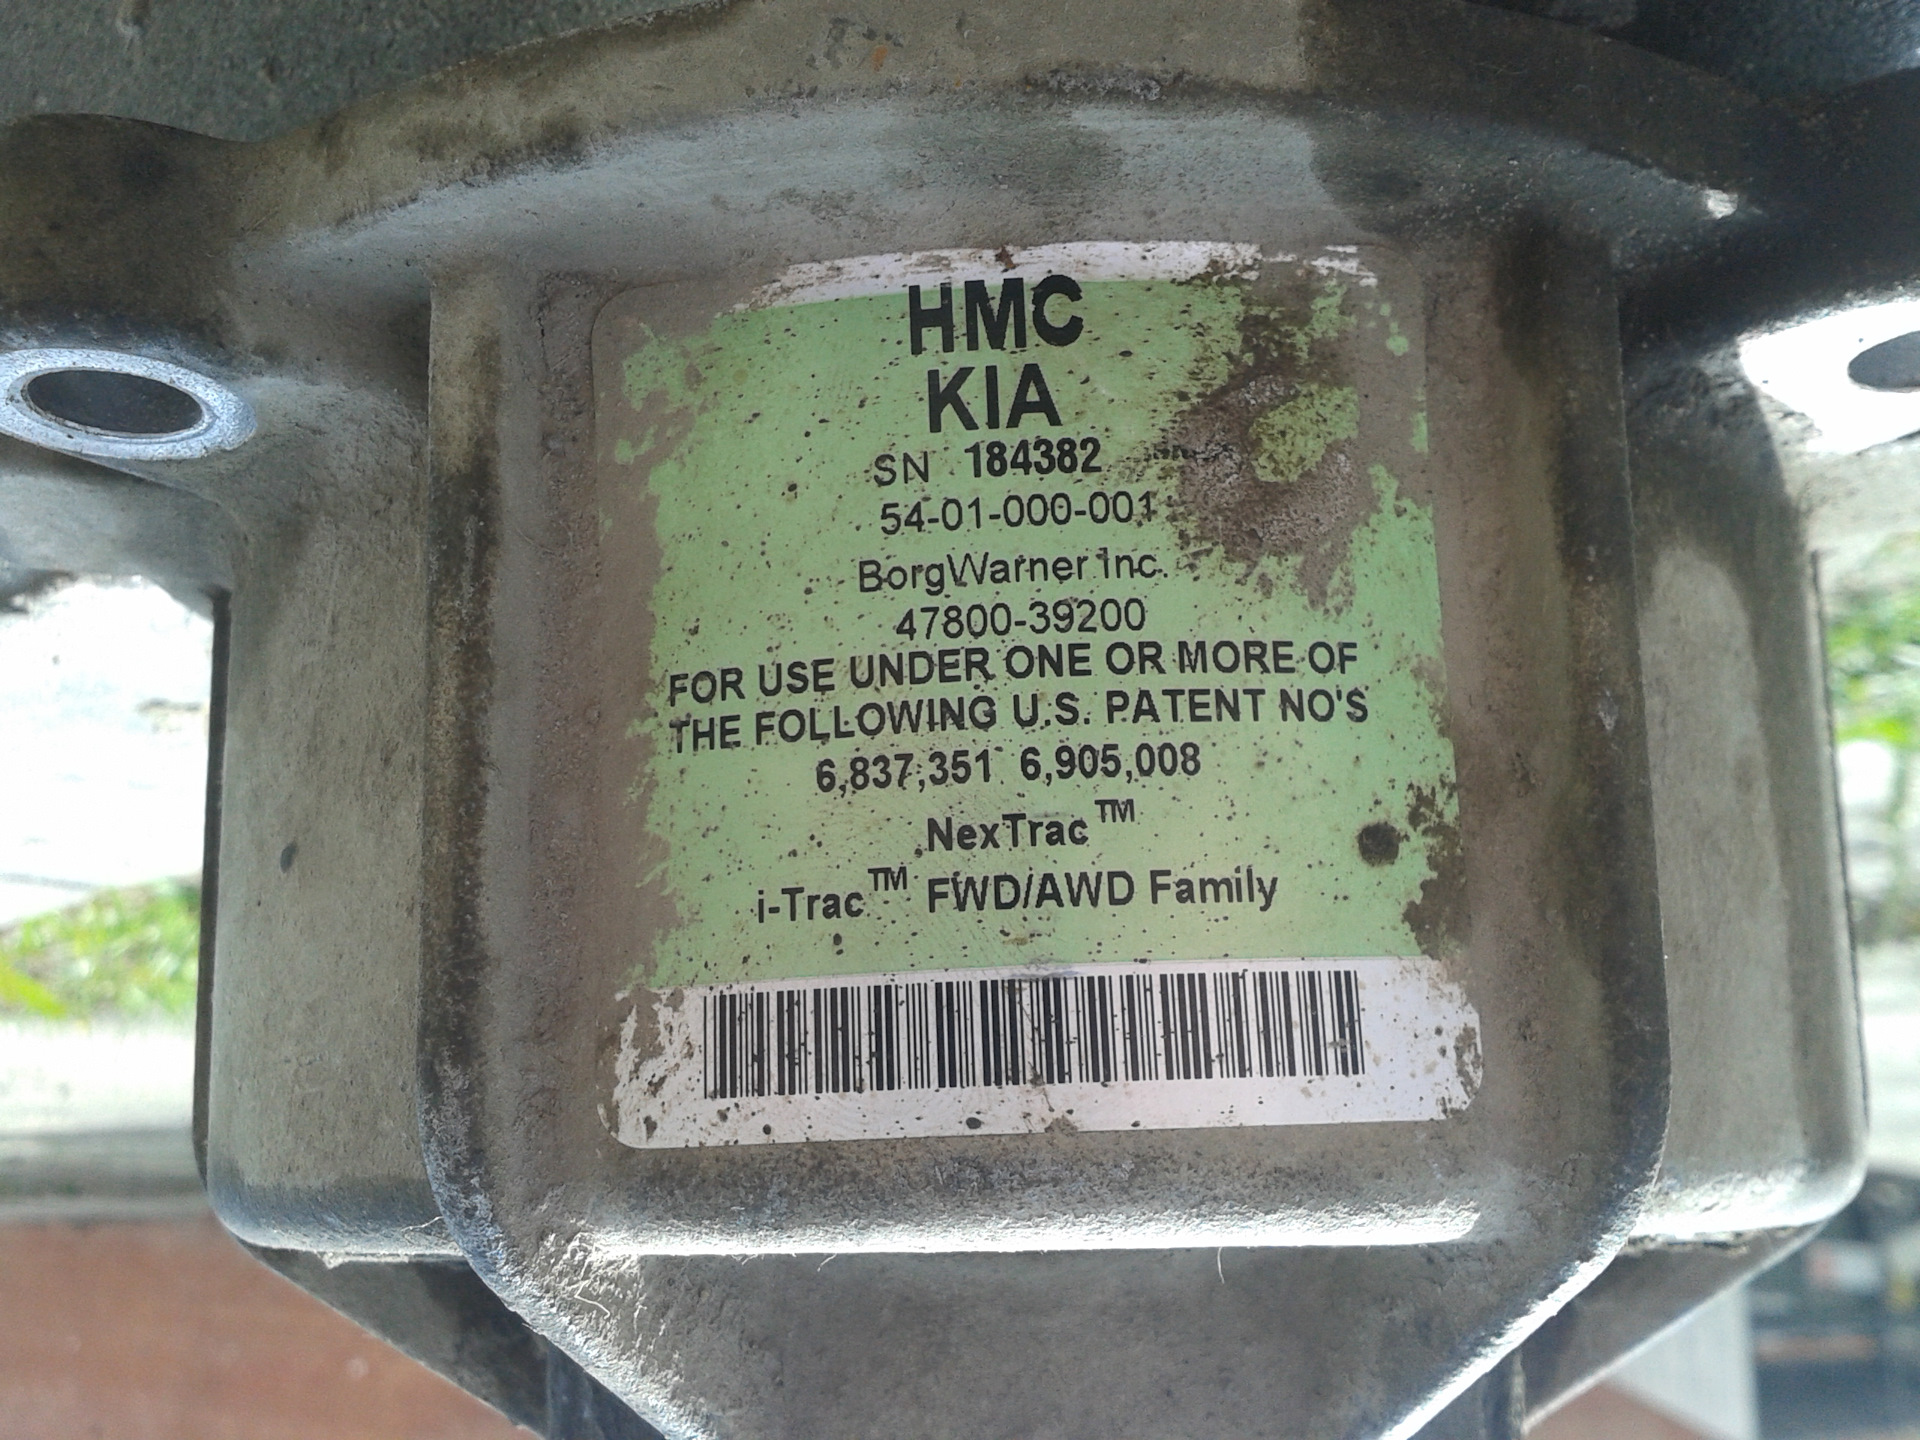 HMC
KIA
SN 184382
54-01-000-001
BorgWarner Inc.
47800-39200
FOR USE UNDER ONE OR MORE OF
THE FOLLOWING U.S. PATENT NO'S
6,837,351 6,905,008
NexTrac™
i-Trac™ FWD/AWD Family